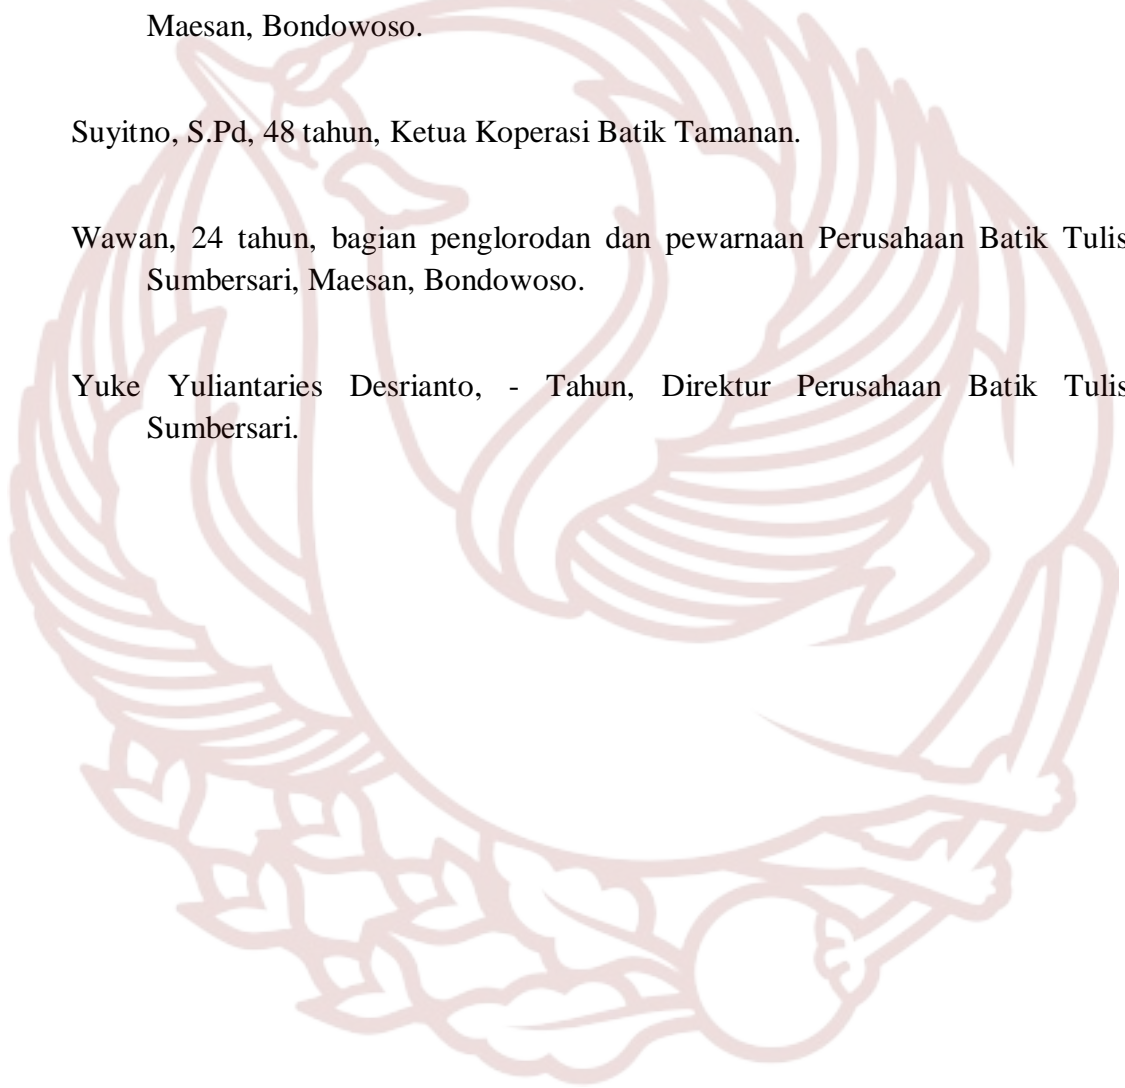 Maesan, Bondowoso.
Suyitno, S.Pd, 48 tahun, Ketua Koperasi Batik Tamanan.
Wawan, 24 tahun, bagian penglorodan dan pewarnaan Perusahaan Batik Tulis
Sumbersari, Maesan, Bondowoso.
Yuke Yuliantaries Desrianto, - Tahun, Direktur Perusahaan Batik Tulis
Sumbersari.